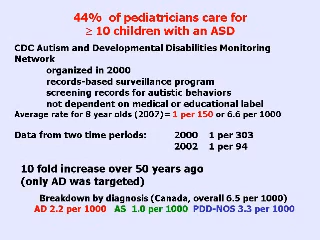 44% of pediatricians care for
≥ 10 children with an ASD
CDC Autism and Developmental Disabilities Monitoring
Network
organized in 2000
records-based surveillance program
screening records for autistic behaviors
not dependent on medical or educational label
Average rate for 8 year olds (2007)= 1 per 150 or 6.6 per 1000
Data from two time periods: 2000 1 per 303
2002 1 per 94
10 fold increase over 50 years ago
(only AD was targeted)
Breakdown by diagnosis (Canada, overall 6.5 per 1000)
AD 2.2 per 1000 AS 1.0 per 1000 PDD-NOS 3.3 per 1000